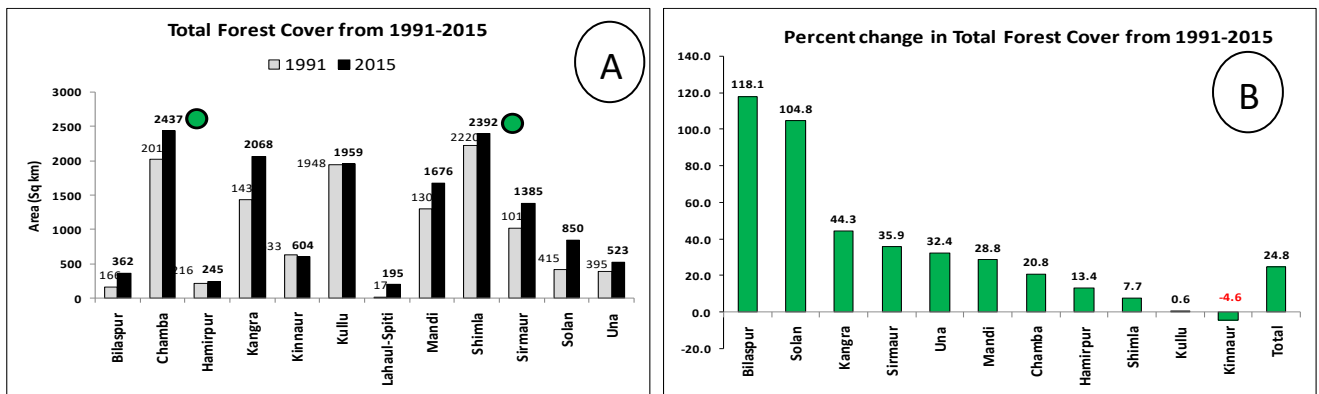 Total Forest Cover from 1991-2015
A
1991 2015
Area (Sq km)
3000
2500
2000
1500
1000
500
0
166 362
201 2437
216 245
143 2068
33 604
1948 1959
17 195
130 1676
2220 2392
101 1385
415 850
395 523
Bilaspur
Chamba
Hamirpur
Kangra
Kinnaur
Kullu
Lahaul-Spiti
Mandi
Shimla
Sirmaur
Solan
Una
Percent change in Total Forest Cover from 1991-2015
B
140.0
120.0
100.0
80.0
60.0
40.0
20.0
0.0
-20.0
118.1
104.8
44.3
35.9
32.4
28.8
20.8
13.4
7.7
0.6
-4.6
24.8
Bilaspur
Solan
Kangra
Sirmaur
Una
Mandi
Chamba
Hamirpur
Shimla
Kullu
Kinnaur
Total